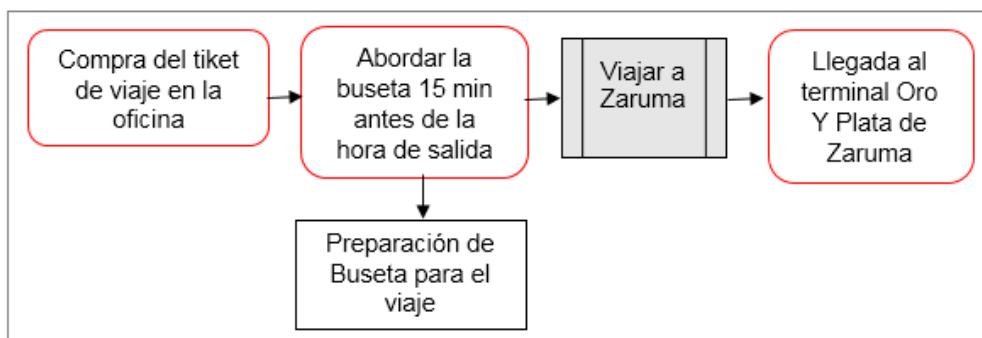 Compra del tiket
de viaje en la
oficina
Abordar la
buseta 15 min
antes de la
hora de salida
Viajar a
Zaruma
Llegada al
terminal Oro
Y Plata de
Zaruma
Preparación de
Buseta para el
viaje